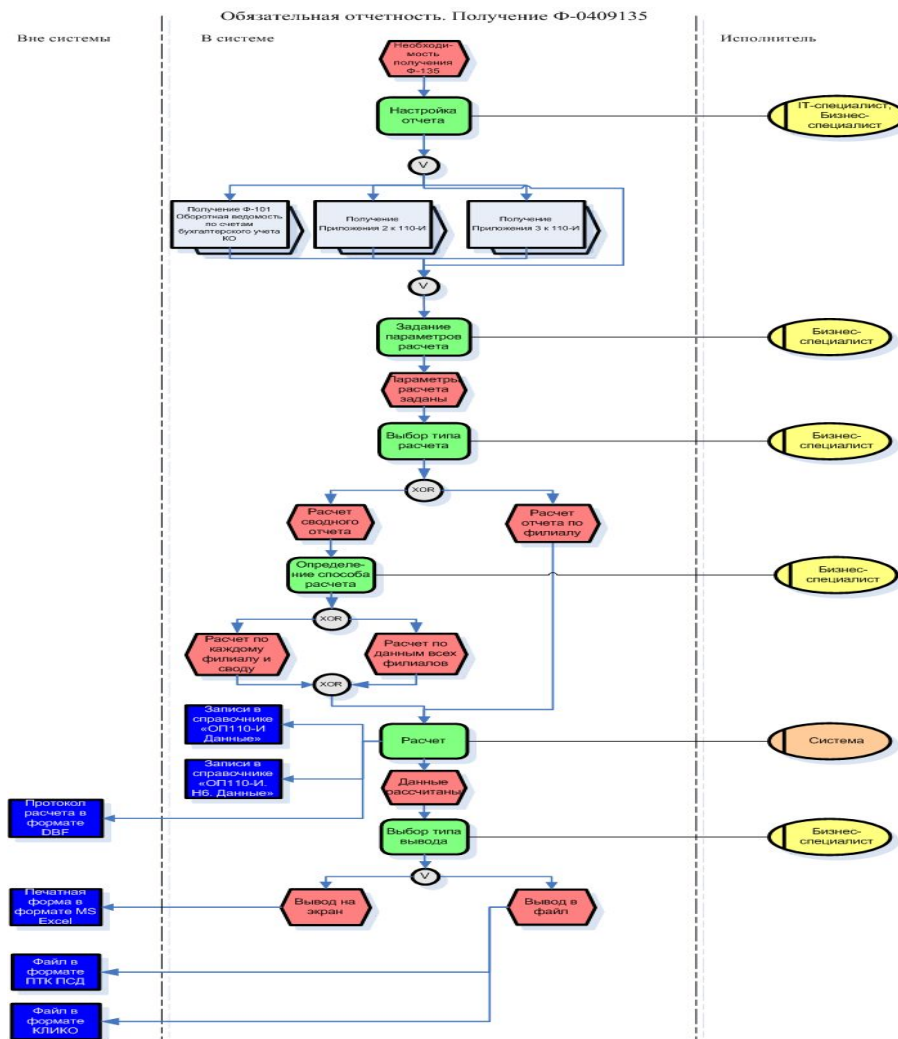 Обязательная отчетность. Получение Ф-0409135
Вне системы
В системе
Исполнитель
Необходи-
мость
получения
Ф-135
Настройка
отчета
IT-специалист,
Бизнес-
специалист
V
Получение Ф-101
Оборотная ведомость
по счетам
бухгалтерского учета
КО
Получение
Приложения 2 к 110-И
Получение
Приложения 3 к 110-И
V
Задание
параметров
расчета
Бизнес-
специалист
Параметры
расчета
заданы
Выбор типа
расчета
Бизнес-
специалист
XOR
Расчет
сводного
отчета
Расчет
отчета по
филиалу
Определе-
ние способа
расчета
Бизнес-
специалист
XOR
Расчет по
каждому
филиалу и
своду
Расчет по
данным всех
филиалов
XOR
Записи в
справочнике
«ОП110-И
Данные»
Расчет
Система
Записи в
справочнике
«ОП110-И.
Н6. Данные»
Данные
рассчитаны
Протокол
расчета в
формате
DBF
Выбор типа
вывода
Бизнес-
специалист
V
Печатная
форма в
формате MS
Excel
Вывод на
экран
Вывод в
файл
Файл в
формате
ПТК ПСД
Файл в
формате
КЛИКО